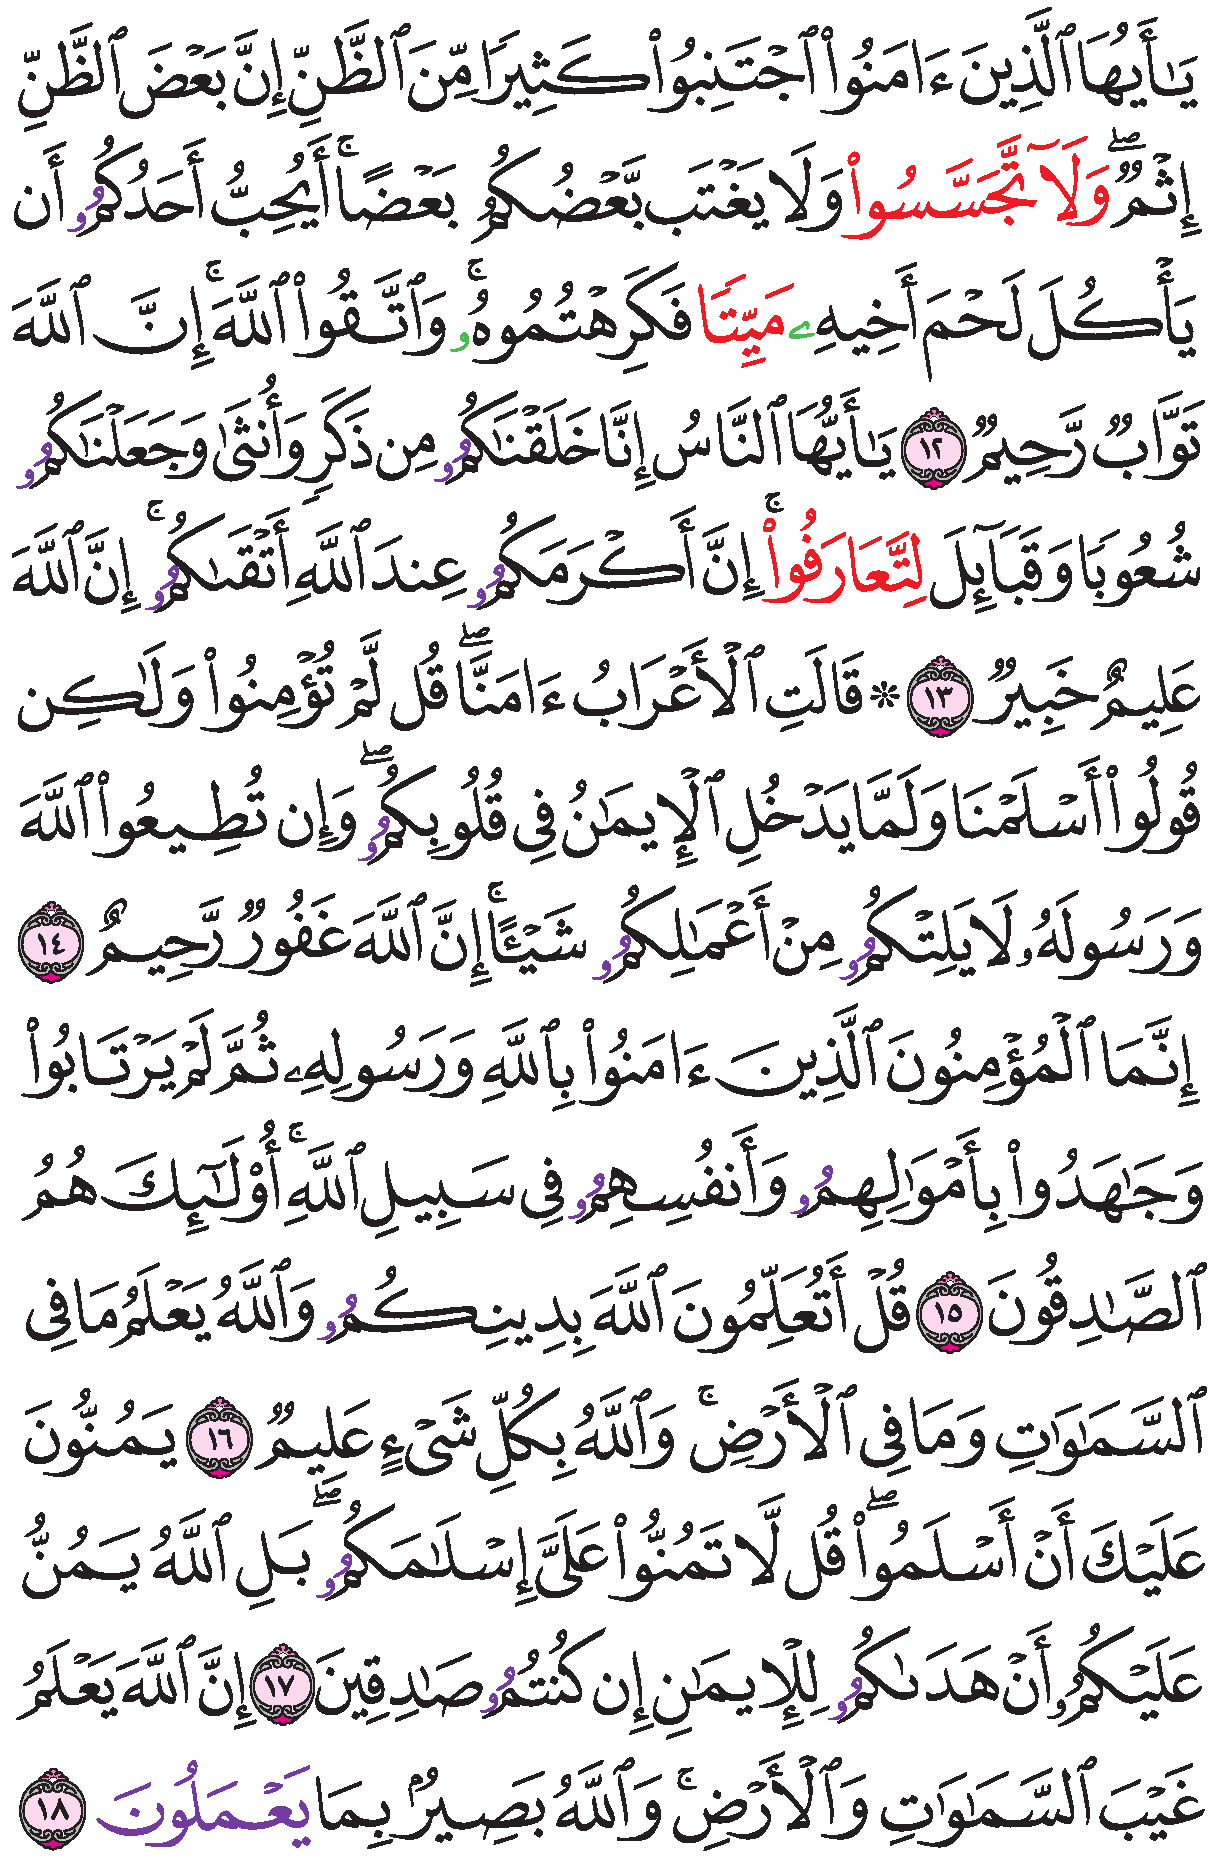 يَٰٓأَيُّهَا ٱلَّذِينَ ءَامَنُوا۟ ٱجْتَنِبُوا۟ كَثِيرًا مِّنَ ٱلظَّنِّ إِنَّ بَعْضَ ٱلظَّنِّ
إِثْمٌۖ وَلَآ تَّجَسَّسُوا۟ وَلَا يَغْتَب بَّعْضُكُمُ بَعْضًاۚ أَيُحِبُّ أَحَدُكُمُۥ أَن
يَأْكُلَ لَحْمَ أَخِيهِۦ مَيِّتًا فَكَرِهْتُمُوهُۥۚ وَٱتَّقُوا۟ ٱللَّهَۚ إِنَّ ٱللَّهَ
تَوَّابٌ رَّحِيمٌ ١٢ يَٰٓأَيُّهَا ٱلنَّاسُ إِنَّا خَلَقْنَٰكُمُۥ مِن ذَكَرٍ وَأُنثَىٰ وَجَعَلْنَٰكُمُۥ
شُعُوبًا وَقَبَآئِلَ لِتَّعَارَفُوا۟ۚ إِنَّ أَكْرَمَكُمُۥ عِندَ ٱللَّهِ أَتْقَىٰكُمُۥۚ إِنَّ ٱللَّهَ
عَلِيمٌ خَبِيرٌ ١٣ * قَالَتِ ٱلْأَعْرَابُ ءَامَنَّاۖ قُل لَّمْ تُؤْمِنُوا۟ وَلَٰكِن
قُولُوا۟ أَسْلَمْنَا وَلَمَّا يَدْخُلِ ٱلْإِيمَٰنُ فِى قُلُوبِكُمُۥۖ وَإِن تُطِيعُوا۟ ٱللَّهَ
وَرَسُولَهُۥ لَا يَلِتْكُمُۥ مِنْ أَعْمَٰلِكُمُۥ شَيْـًٔاۚ إِنَّ ٱللَّهَ غَفُورٌ رَّحِيمٌ ١٤
إِنَّمَا ٱلْمُؤْمِنُونَ ٱلَّذِينَ ءَامَنُوا۟ بِٱللَّهِ وَرَسُولِهِۦ ثُمَّ لَمْ يَرْتَابُوا۟
وَجَٰهَدُوا۟ بِأَمْوَٰلِهِمُۥ وَأَنفُسِهِمُۥ فِى سَبِيلِ ٱللَّهِۚ أُو۟لَٰٓئِكَ هُمُ
ٱلصَّٰدِقُونَ ١٥ قُلْ أَتُعَلِّمُونَ ٱللَّهَ بِدِينِكُمُۥ وَٱللَّهُ يَعْلَمُ مَا فِى
ٱلسَّمَٰوَٰتِ وَمَا فِى ٱلْأَرْضِۚ وَٱللَّهُ بِكُلِّ شَىْءٍ عَلِيمٌ ١٦ يَمُنُّونَ
عَلَيْكَ أَنْ أَسْلَمُوا۟ۖ قُل لَّا تَمُنُّوا۟ عَلَىَّ إِسْلَٰمَكُمُۥۖ بَلِ ٱللَّهُ يَمُنُّ
عَلَيْكُمُۥ أَنْ هَدَىٰكُمُۥ لِلْإِيمَٰنِ إِن كُنتُمُۥ صَٰدِقِينَ ١٧ إِنَّ ٱللَّهَ يَعْلَمُ
غَيْبَ ٱلسَّمَٰوَٰتِ وَٱلْأَرْضِۚ وَٱللَّهُ بَصِيرٌۢ بِمَا يَعْمَلُونَ ١٨